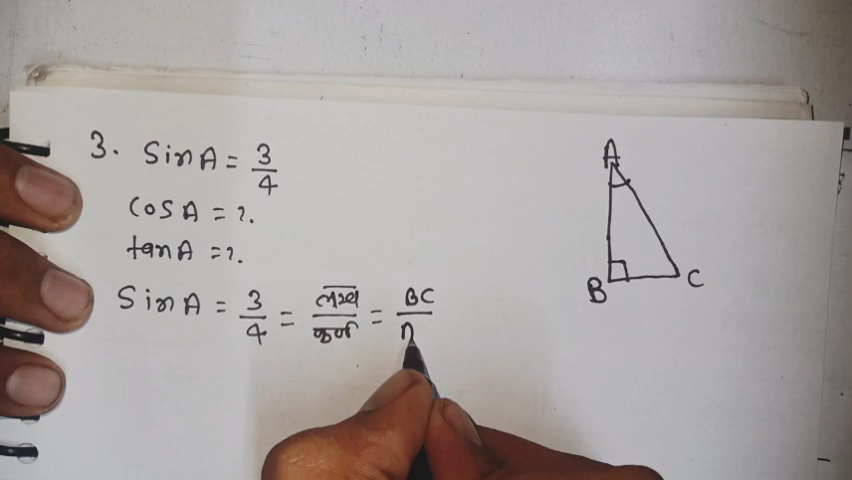 3. SinA = 3/4
cosA = ?.
tanA = ?.
SinA = 3/4 = लम्ब/कर्ण = BC/
A
B
C